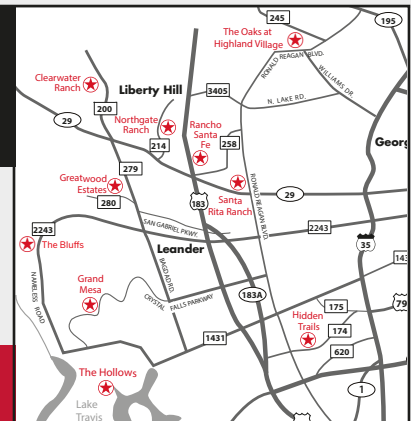 245
195
The Oaks at
Highland Village
RONALD REAGAN BLVD.
WILLIAMS DR.
Clearwater
Ranch
Liberty Hill
3405
N. LAKE RD.
200
29
Northgate
Ranch
Rancho
Santa
Fe
214
258
Georg
279
Greatwood
Estates
280
183
Santa
Rita Ranch
RONALD REAGAN BLVD.
29
2243
SAN GABRIEL PKWY.
2243
The Bluffs
Leander
35
143
NAMELESS ROAD
BAGDAD RD.
Grand
Mesa
CRYSTAL FALLS PARKWAY
183A
175
79
Hidden
Trails
174
1431
620
The Hollows
1
Lake
Travis